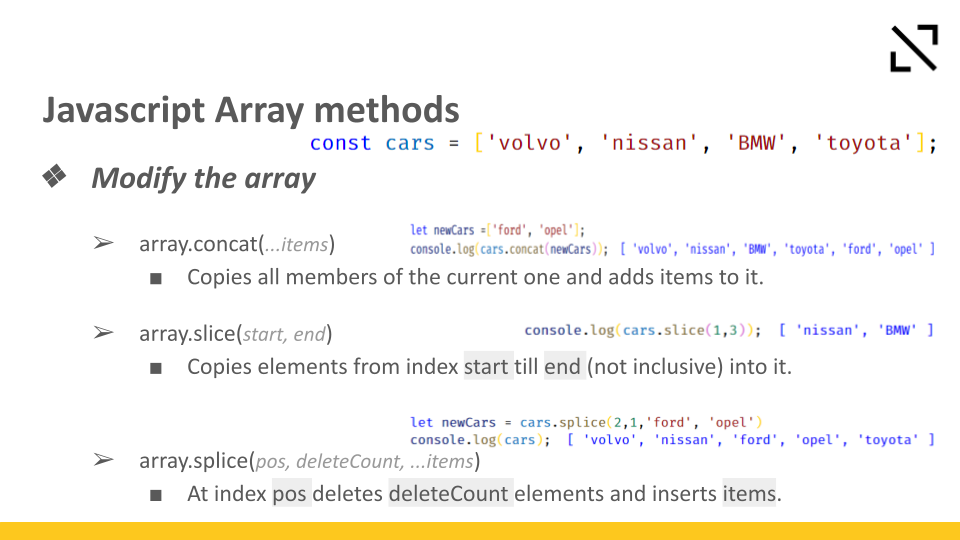 Javascript Array methods
const cars = ['volvo', 'nissan', 'BMW', 'toyota'];
❖ Modify the array
let newCars =['ford', 'opel'];
➢ array.concat(...items)
console.log(cars.concat(newCars)); [ 'volvo', 'nissan', 'BMW', 'toyota', 'ford', 'opel' ]
■ Copies all members of the current one and adds items to it.
➢ array.slice(start, end)
console.log(cars.slice(1,3)); [ 'nissan', 'BMW' ]
■ Copies elements from index start till end (not inclusive) into it.
let newCars = cars.splice(2,1,'ford', 'opel')
console.log(cars); [ 'volvo', 'nissan', 'ford', 'opel', 'toyota' ]
➢ array.splice(pos, deleteCount, ...items)
■ At index pos deletes deleteCount elements and inserts items.